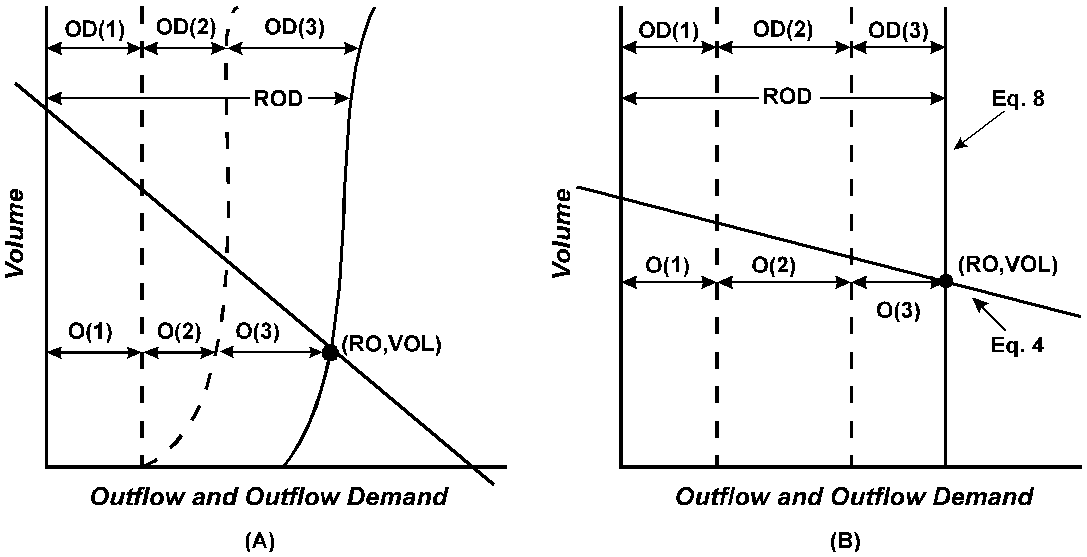 OD(1) OD(2) OD(3)
ROD
Volume
(RO,VOL)
O(1) O(2) O(3)
Outflow and Outflow Demand
(A)
OD(1) OD(2) OD(3)
ROD
Eq. 8
Volume
(RO,VOL)
O(1) O(2)
O(3)
Eq. 4
Outflow and Outflow Demand
(B)